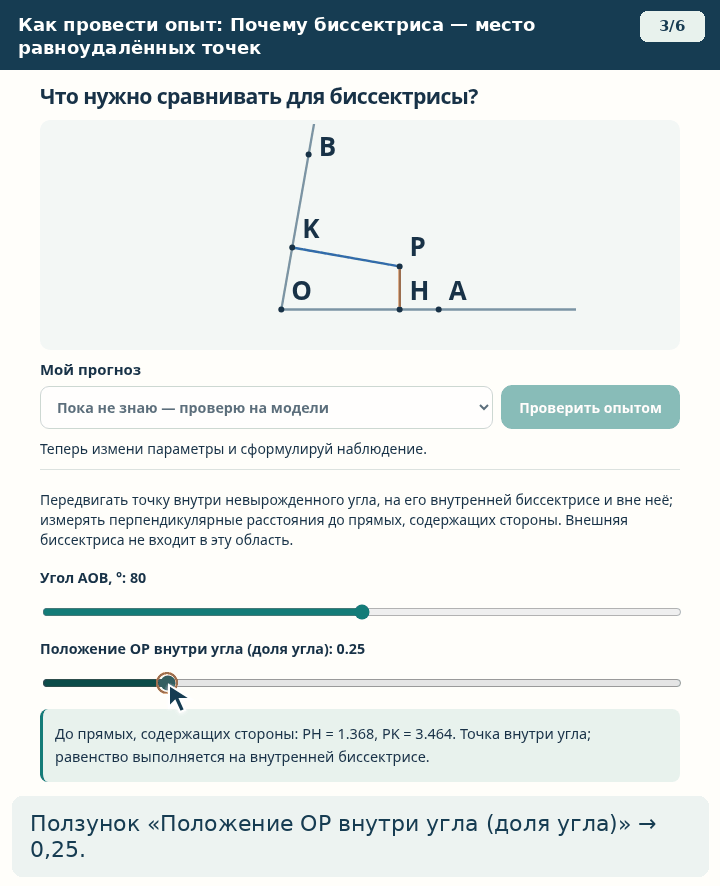 Как провести опыт: Почему биссектриса — место
равноудалённых точек
3/6
Что нужно сравнивать для биссектрисы?
B
K
P
O
H
A
Мой прогноз
Пока не знаю — проверю на модели
Проверить опытом
Теперь измени параметры и сформулируй наблюдение.
Передвигать точку внутри невырожденного угла, на его внутренней биссектрисе и вне неё;
измерять перпендикулярные расстояния до прямых, содержащих стороны. Внешняя
биссектриса не входит в эту область.
Угол AOB, °: 80
Положение OP внутри угла (доля угла): 0.25
До прямых, содержащих стороны: PH = 1.368, PK = 3.464. Точка внутри угла;
равенство выполняется на внутренней биссектрисе.
Ползунок «Положение OP внутри угла (доля угла)» →
0,25.